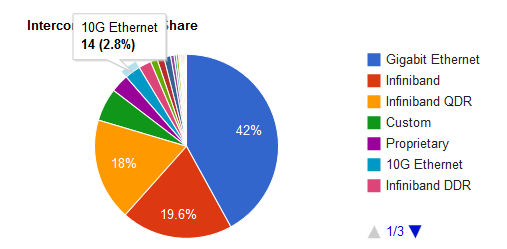 Interco
Share
10G Ethernet
14 (2.8%)
42%
19.6%
18%
Gigabit Ethernet
Infiniband
Infiniband QDR
Custom
Proprietary
10G Ethernet
Infiniband DDR
1/3